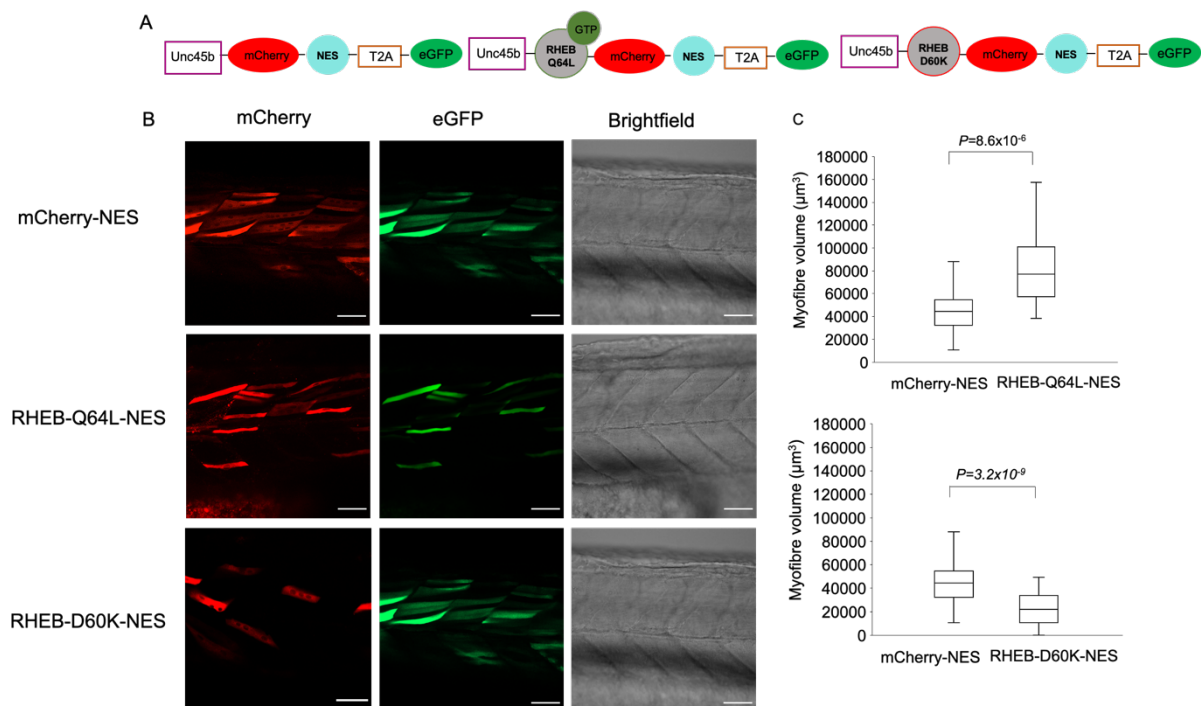 A
Unc45b mCherry NES T2A eGFP
Unc45b RHEB Q64L GTP mCherry NES T2A eGFP
Unc45b RHEB D60K mCherry NES T2A eGFP
B
mCherry eGFP Brightfield
mCherry-NES
RHEB-Q64L-NES
RHEB-D60K-NES
C
P=8.6x10⁻⁶
Myofibre volume (µm³)
180000
160000
140000
120000
100000
80000
60000
40000
20000
0
mCherry-NES RHEB-Q64L-NES
P=3.2x10⁻⁹
Myofibre volume (µm³)
180000
160000
140000
120000
100000
80000
60000
40000
20000
0
mCherry-NES RHEB-D60K-NES